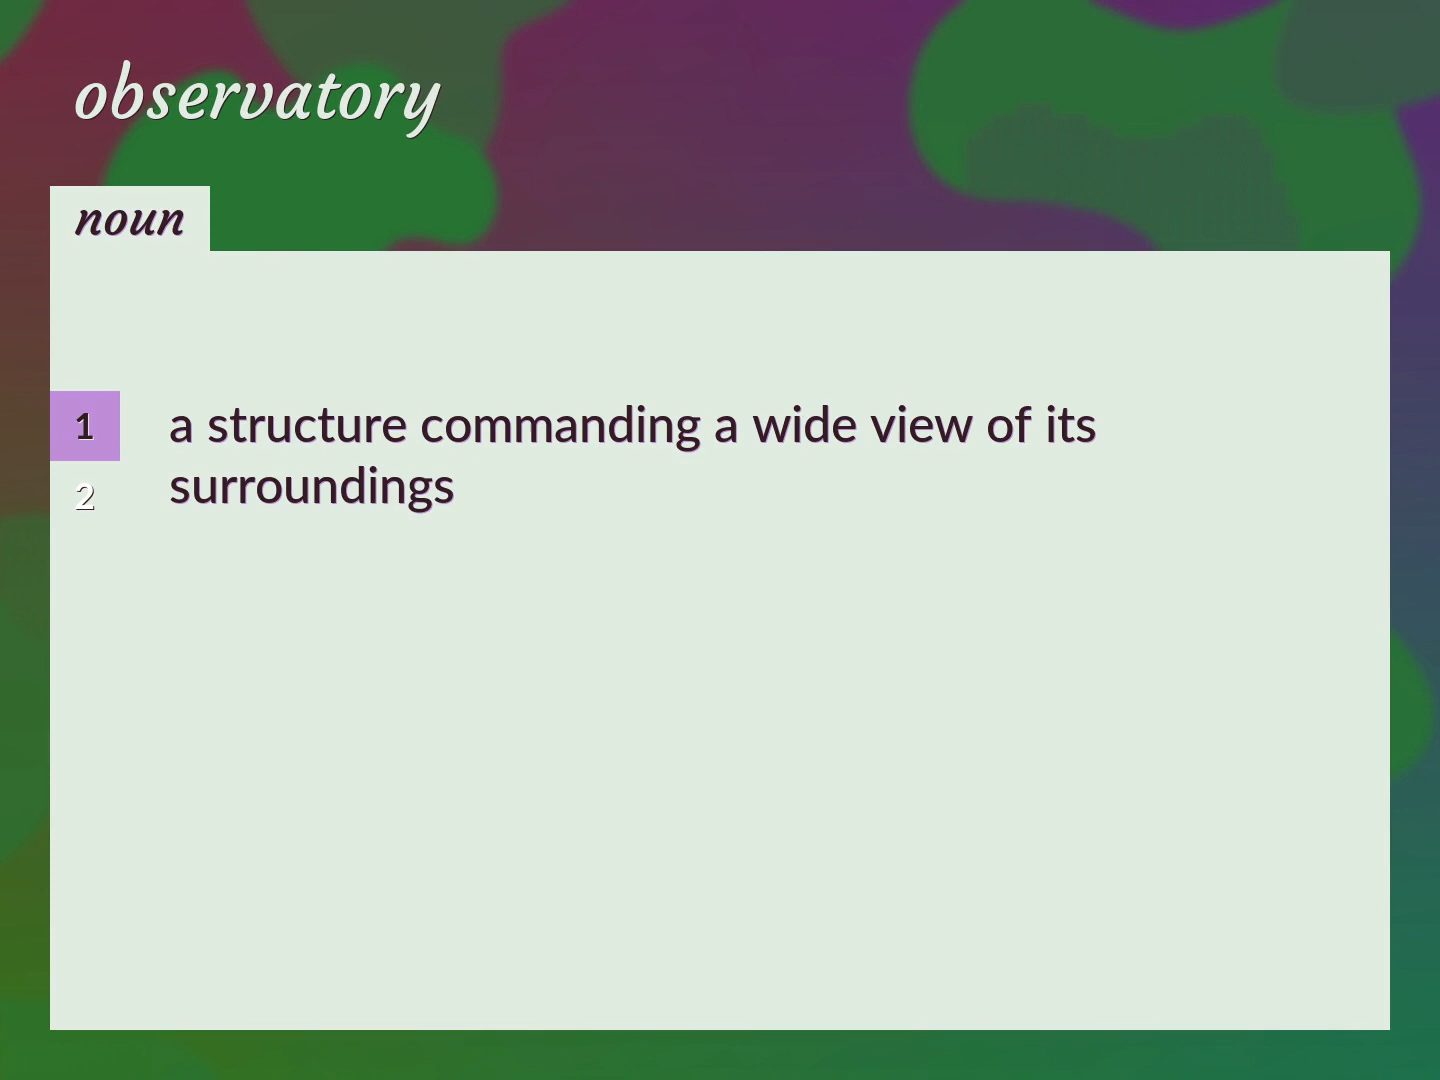 observatory
noun
1 a structure commanding a wide view of its
surroundings
2